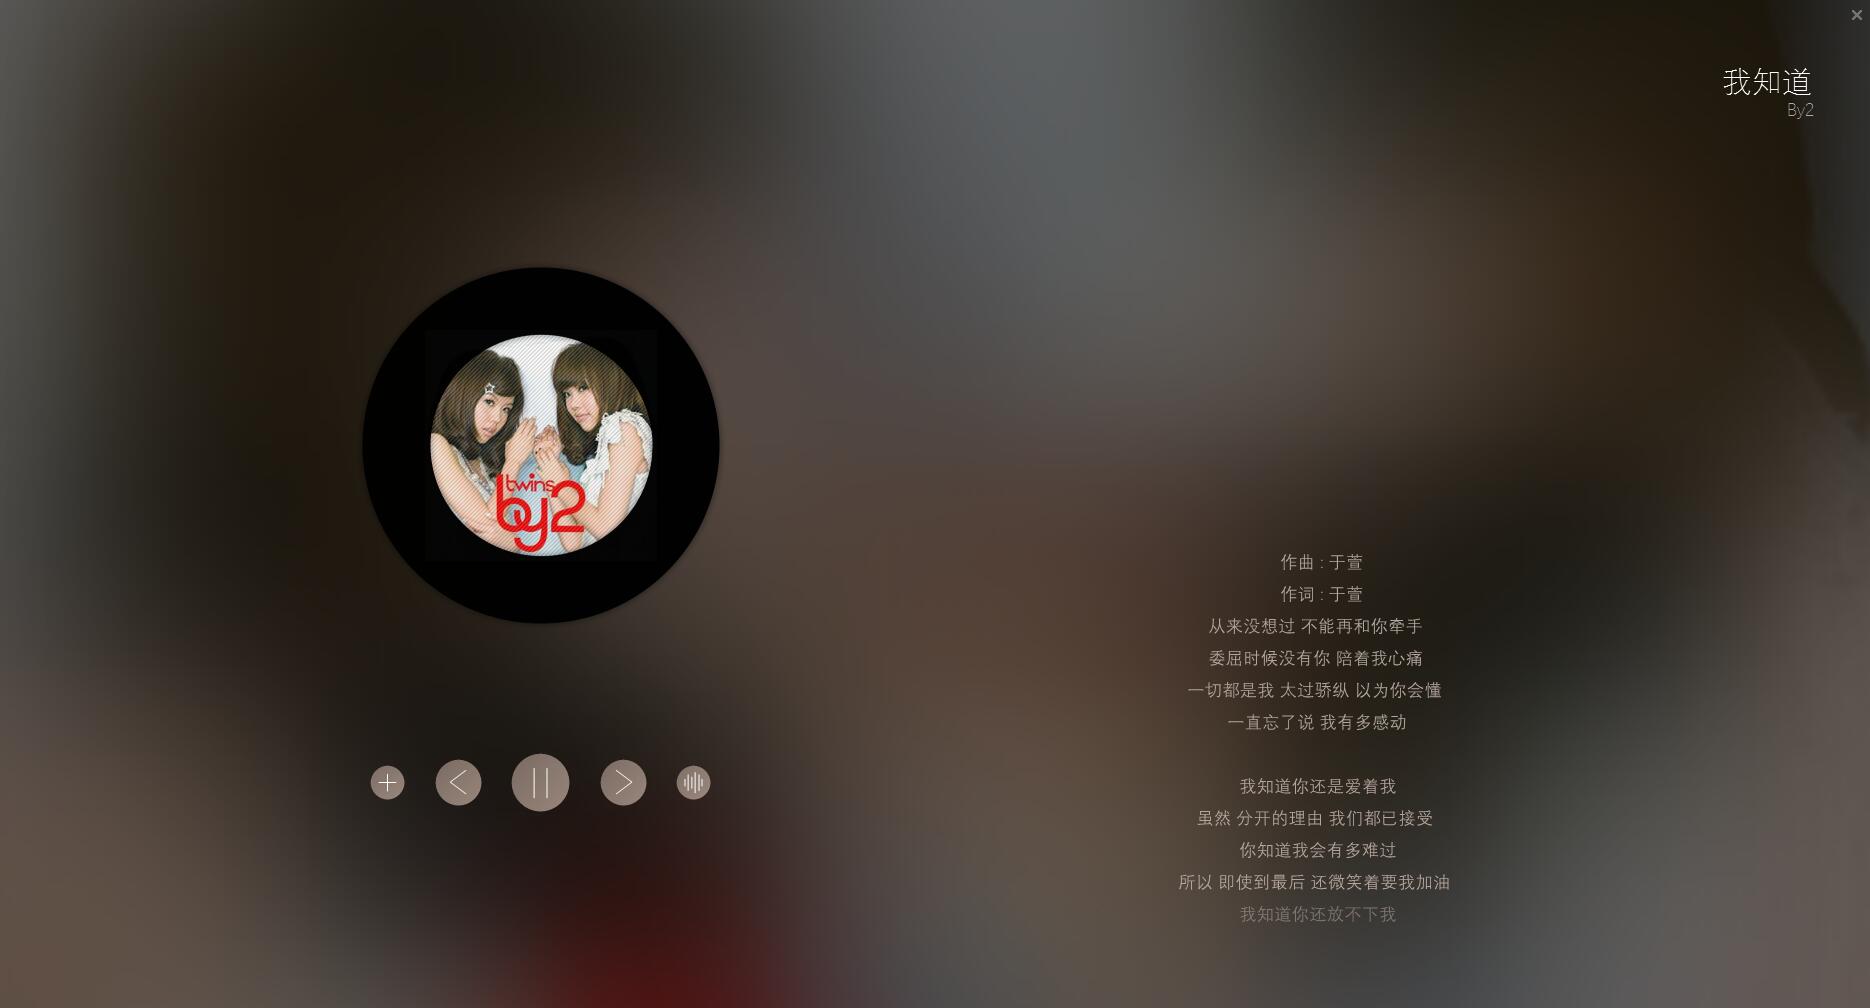 我知道
By2
twins
by2
作曲 : 于萱
作词 : 于萱
从来没想过 不能再和你牵手
委屈时候没有你 陪着我心痛
一切都是我 太过骄纵 以为你会懂
一直忘了说 我有多感动
我知道你还是爱着我
虽然 分开的理由 我们都已接受
你知道我会有多难过
所以 即使到最后 还微笑着要我加油
我知道你还放不下我